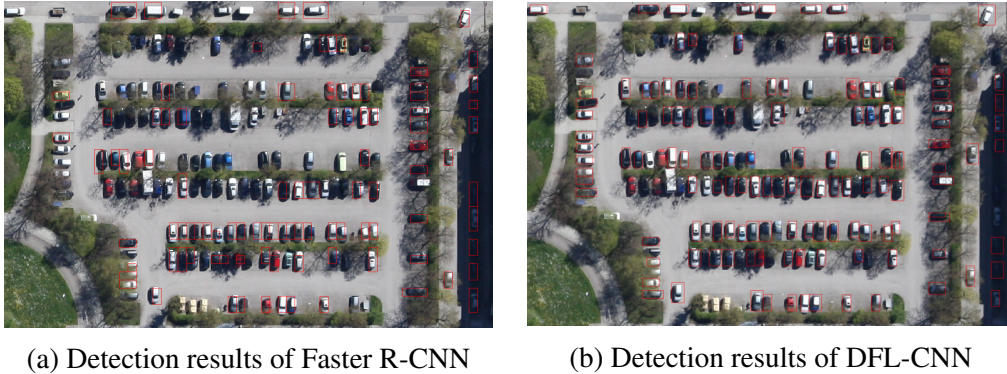 (a) Detection results of Faster R-CNN
(b) Detection results of DFL-CNN